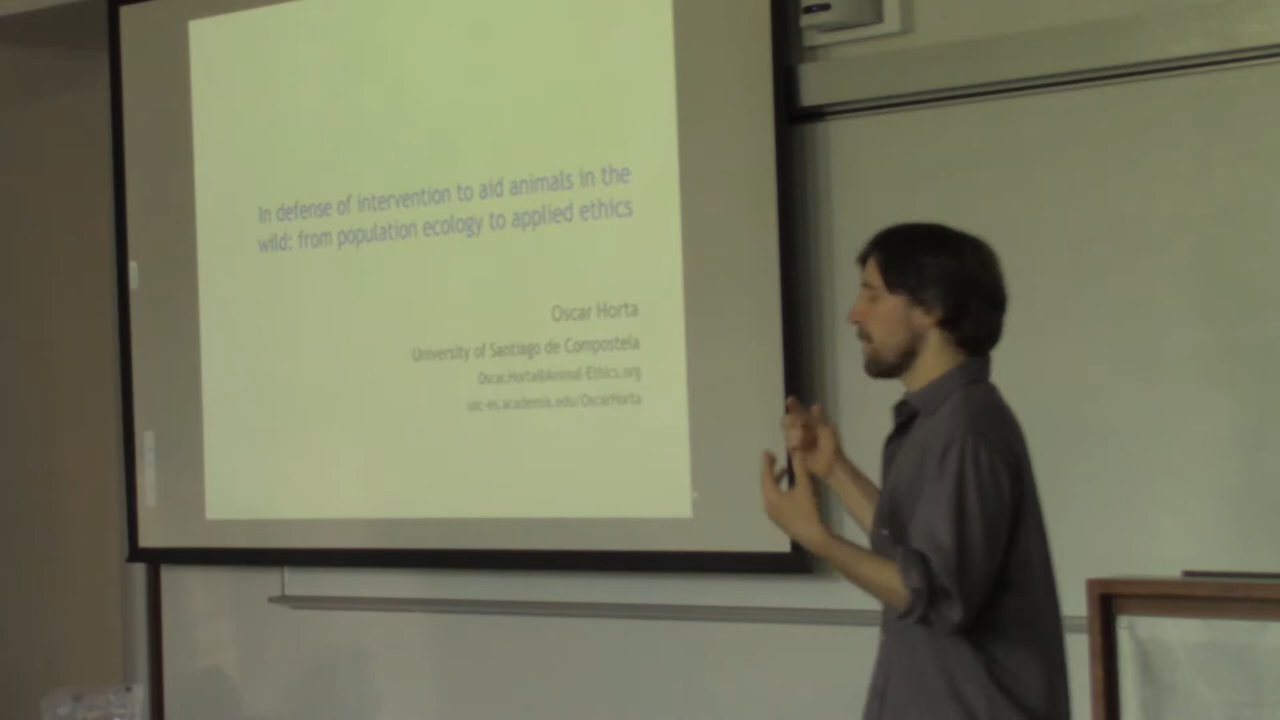 In defense of intervention to aid animals in the
wild: from population ecology to applied ethics
Oscar Horta
University of Santiago de Compostela
Oscar.Horta@Animal-Ethics.org
usc-es.academia.edu/OscarHorta